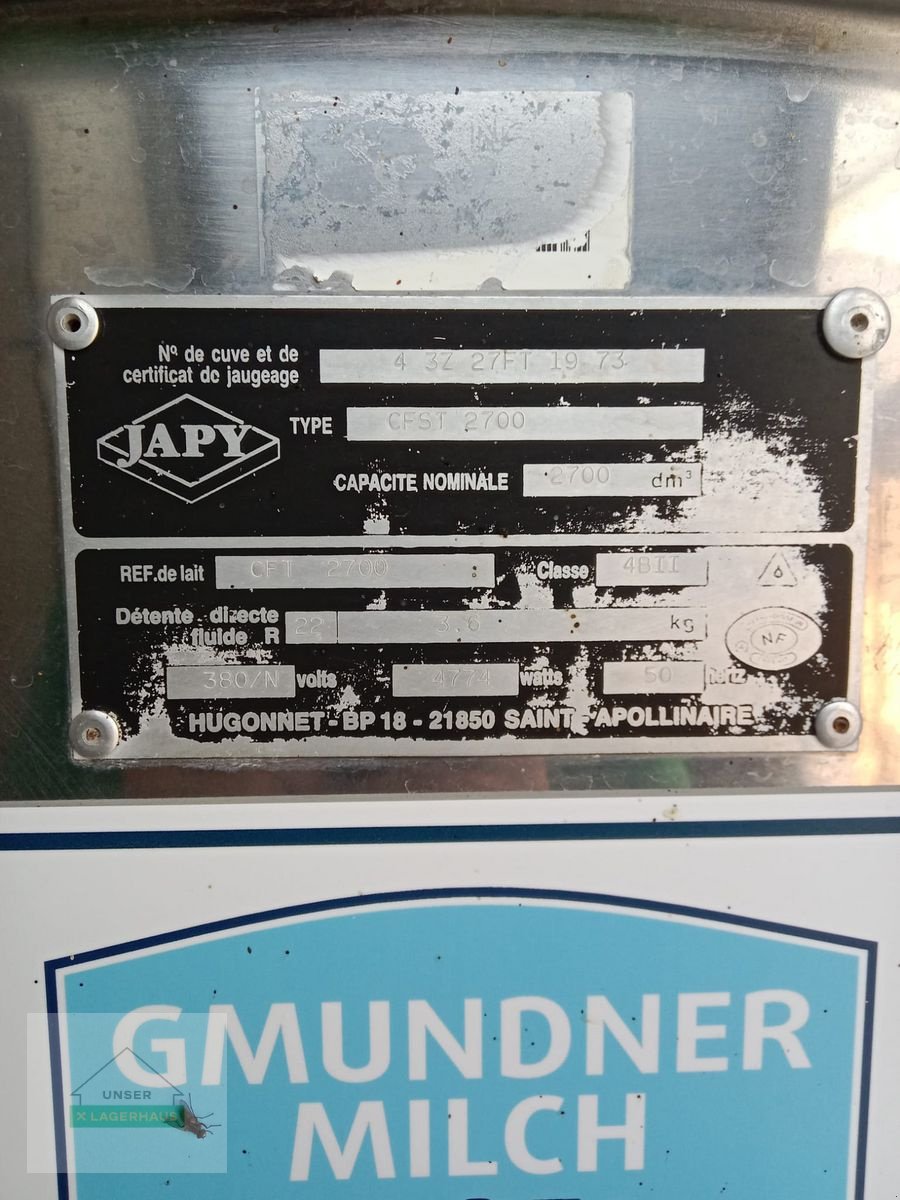 Nº de cuve et de
certificat de jaugeage
4 3Z 27FT 19 73
JAPY
TYPE CFST 2700
CAPACITE NOMINALE 2700 dm³
REF. de lait CFT 2700 Classe 4BII
Détente directe
fluide R 22 3,6 kg
NF
380/N volts 4774 watts 50 hertz
HUGONNET - BP 18 - 21850 SAINT - APOLLINAIRE
GMUNDNER
MILCH
UNSER
X LAGERHAUS